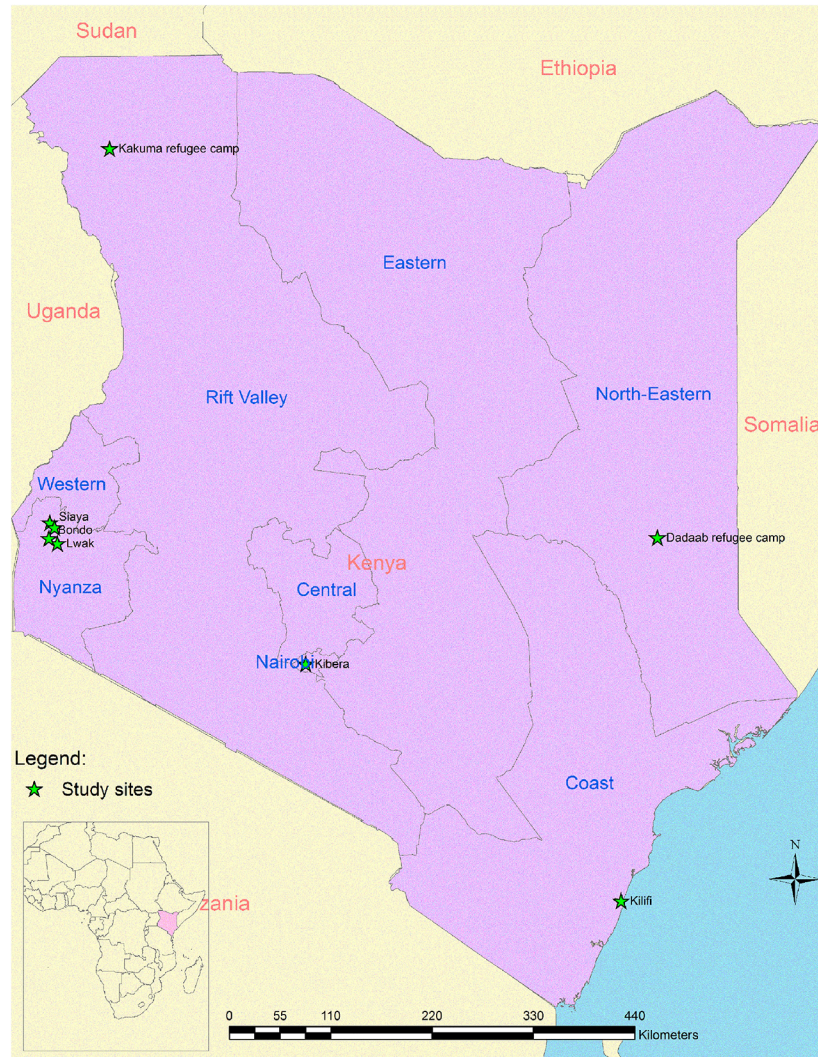 Sudan
Ethiopia
Kakuma refugee camp
Eastern
Uganda
Rift Valley
North-Eastern
Somalia
Western
Siaya
Bondo
Lwak
Dadaab refugee camp
Kenya
Nyanza
Central
Nairobi
Kibera
Legend:
Study sites
Coast
N
Kilifi
zania
0 55 110 220 330 440
Kilometers